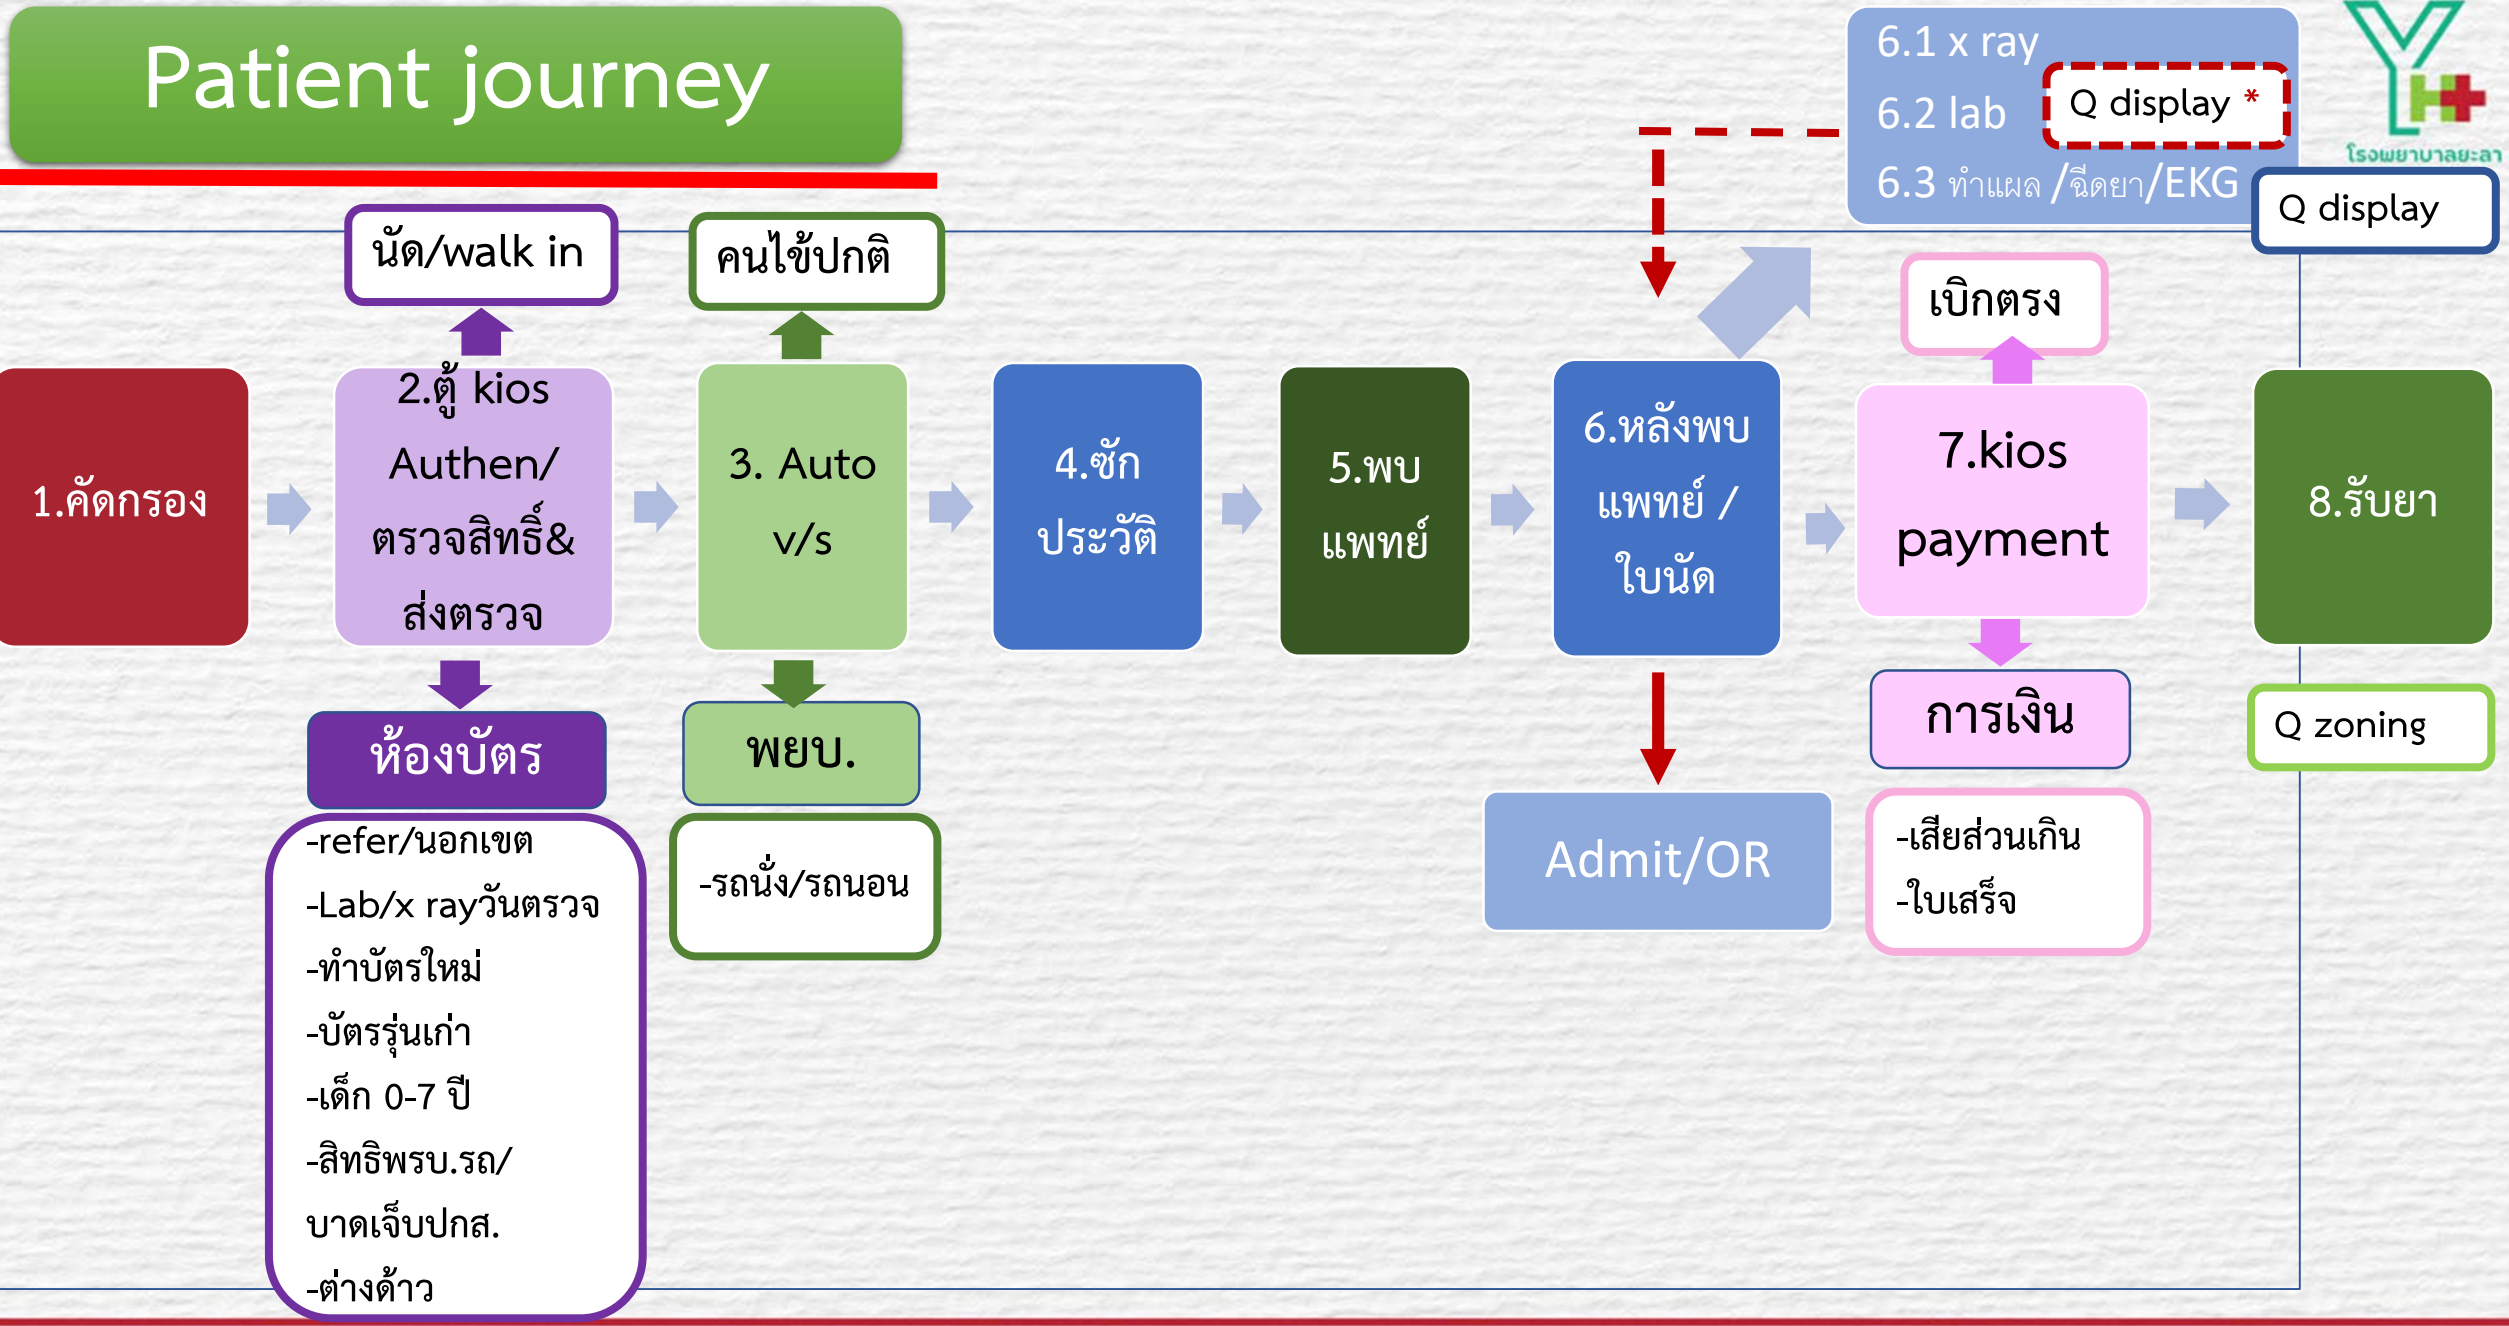 Patient journey
6.1 x ray
6.2 lab
Q display *
6.3 ทำแผล /ฉีดยา/EKG
โรงพยาบาลยะลา
Q display
นัด/walk in
คนไข้ปกติ
เบิกตรง
1.คัดกรอง
2.ตู้ kios
Authen/
ตรวจสิทธิ์&
ส่งตรวจ
3. Auto
v/s
4.ซัก
ประวัติ
5.พบ
แพทย์
6.หลังพบ
แพทย์ /
ใบนัด
7.kios
payment
8.รับยา
ห้องบัตร
พยบ.
การเงิน
Q zoning
-refer/นอกเขต
-Lab/x rayวันตรวจ
-ทำบัตรใหม่
-บัตรรุ่นเก่า
-เด็ก 0-7 ปี
-สิทธิพรบ.รถ/
บาดเจ็บปกส.
-ต่างด้าว
-รถนั่ง/รถนอน
Admit/OR
-เสียส่วนเกิน
-ใบเสร็จ